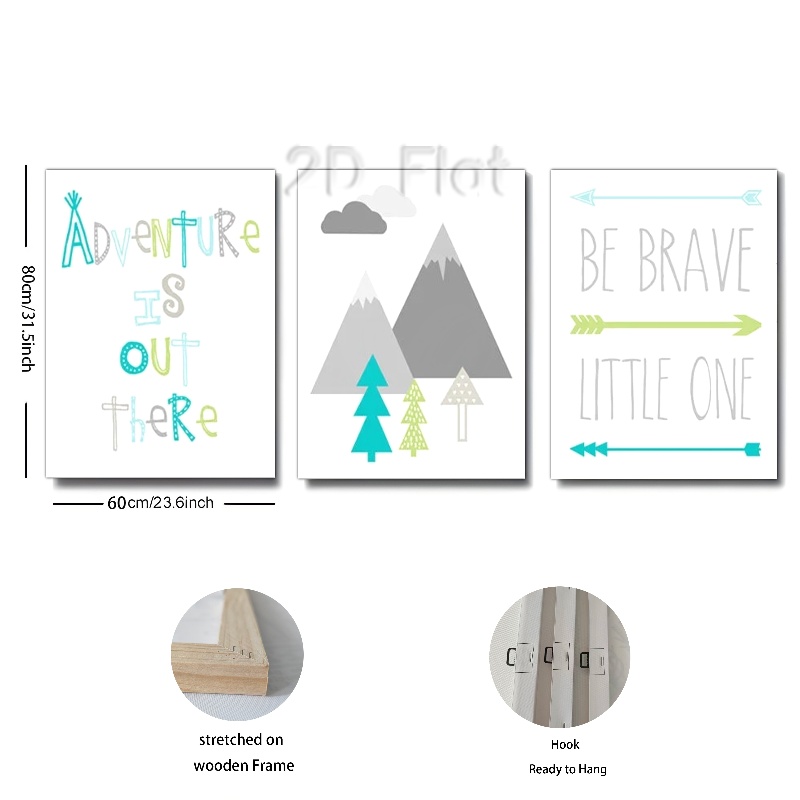 2D Flat
ADVENTURE
IS
OUT
THERE
BE BRAVE
LITTLE ONE
80cm/31.5inch
60cm/23.6inch
stretched on
wooden Frame
Hook
Ready to Hang